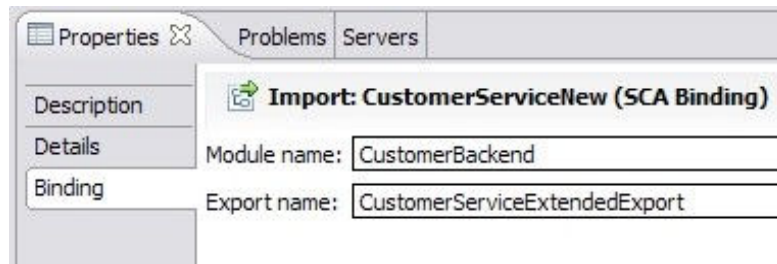 Properties Problems Servers
Import: CustomerServiceNew (SCA Binding)
Description
Details
Binding
Module name: CustomerBackend
Export name: CustomerServiceExtendedExport